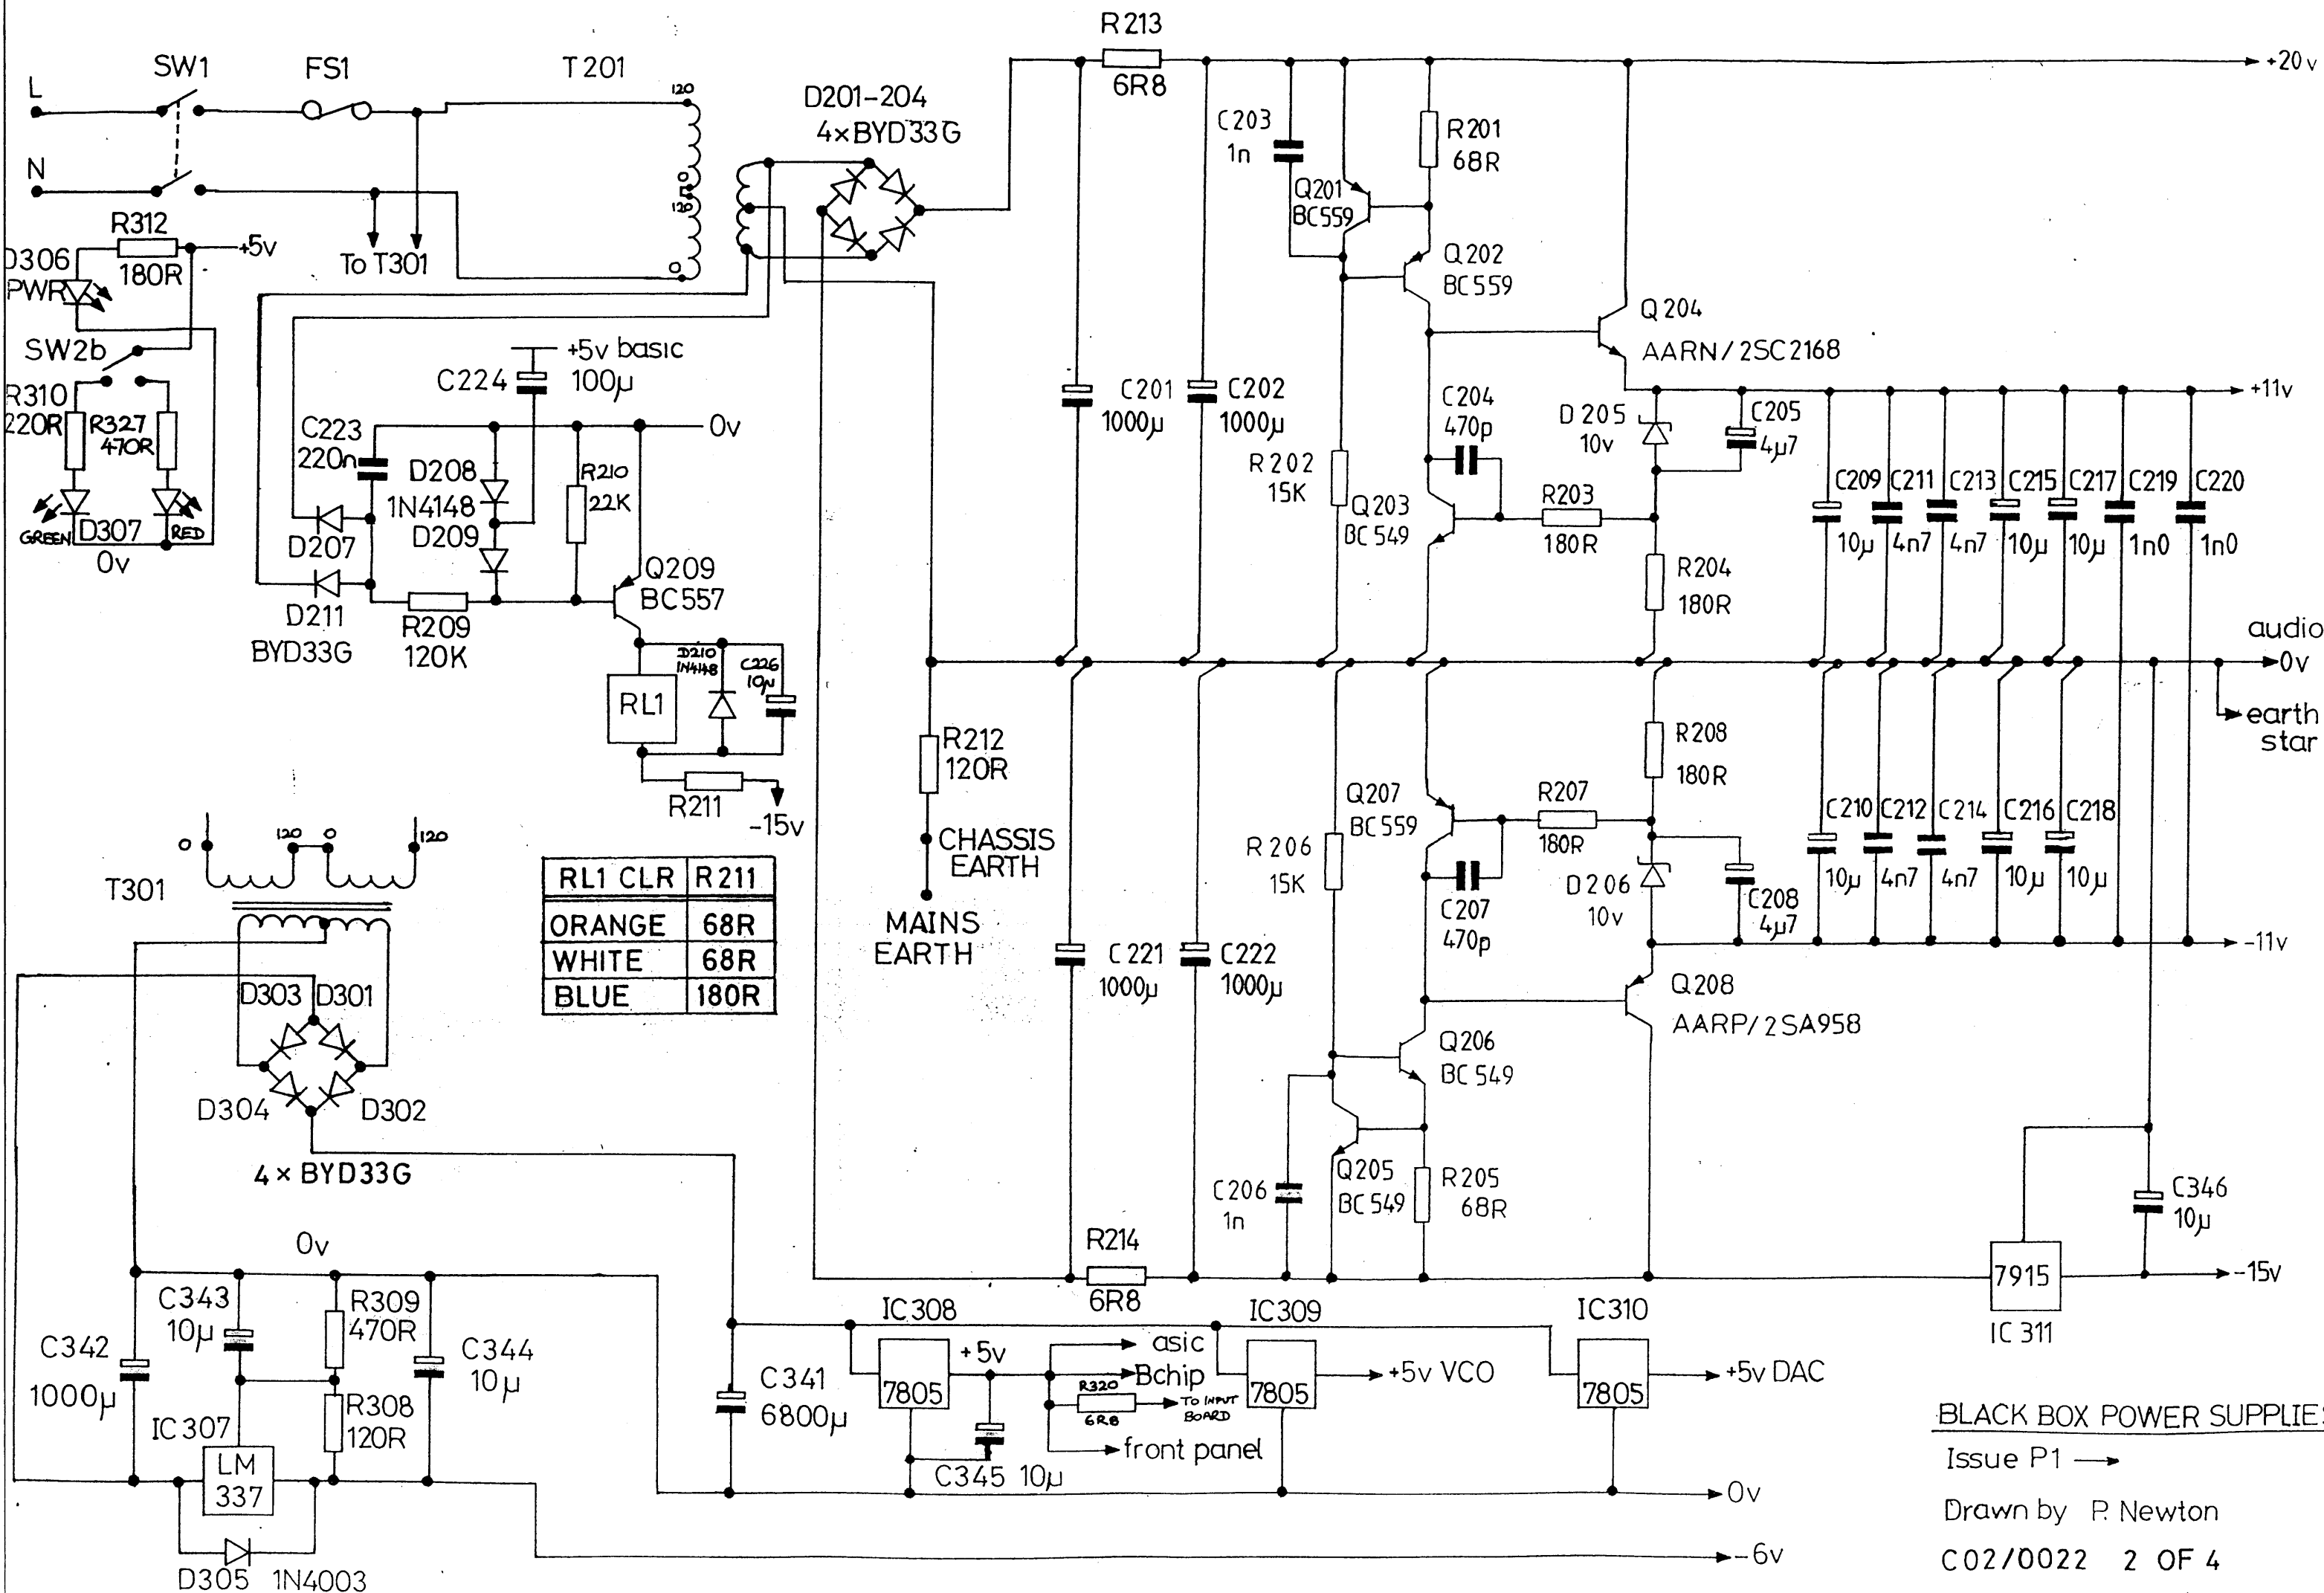 R213
6R8
+20v
L
SW1
FS1
T201
120
0
120
0
N
To T301
D201-204
4×BYD33G
C203
1n
R201
68R
Q201
BC559
Q202
BC559
Q204
AARN/2SC2168
+11v
R312
180R
+5v
D306
PWR
SW2b
R310
220R
R327
470R
GREEN
D307
RED
0v
+5v basic
C224
100µ
C223
220n
D208
1N4148
D209
R210
22K
0v
D207
D211
BYD33G
R209
120K
Q209
BC557
RL1
D210
1N4148
C226
10µ
R211
-15v
C201
1000µ
C202
1000µ
R202
15K
C204
470p
Q203
BC549
R203
180R
D205
10v
C205
4µ7
R204
180R
C209
10µ
C211
4n7
C213
4n7
C215
10µ
C217
10µ
C219
1n0
C220
1n0
audio
0v
earth
star
R212
120R
CHASSIS
EARTH
MAINS
EARTH
RL1 CLR R211
ORANGE 68R
WHITE 68R
BLUE 180R
C221
1000µ
C222
1000µ
R206
15K
Q207
BC559
R207
180R
R208
180R
C207
470p
D206
10v
C208
4µ7
C210
10µ
C212
4n7
C214
4n7
C216
10µ
C218
10µ
-11v
Q208
AARP/2SA958
Q206
BC549
Q205
BC549
R205
68R
C206
1n
R214
6R8
7915
IC311
C346
10µ
-15v
0
120
0
120
T301
D303
D301
D304
D302
4×BYD33G
0v
C342
1000µ
C343
10µ
R309
470R
C344
10µ
R308
120R
IC307
LM
337
D305 1N4003
C341
6800µ
IC308
7805
+5v
asic
Bchip
R320
6R8
TO INPUT
BOARD
front panel
C345 10µ
IC309
7805
+5v VCO
IC310
7805
+5v DAC
0v
-6v
BLACK BOX POWER SUPPLIES
Issue P1
Drawn by P. Newton
C02/0022 2 OF 4